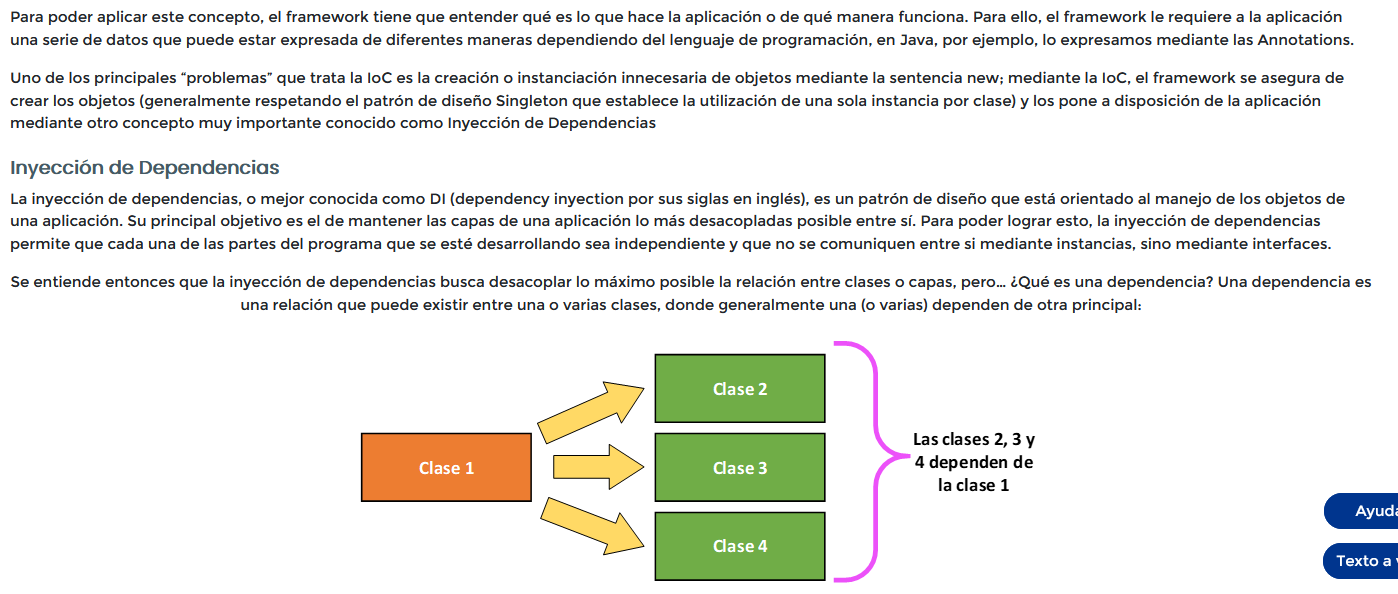 Para poder aplicar este concepto, el framework tiene que entender qué es lo que hace la aplicación o de qué manera funciona. Para ello, el framework le requiere a la aplicación
una serie de datos que puede estar expresada de diferentes maneras dependiendo del lenguaje de programación, en Java, por ejemplo, lo expresamos mediante las Annotations.
Uno de los principales “problemas” que trata la IoC es la creación o instanciación innecesaria de objetos mediante la sentencia new; mediante la IoC, el framework se asegura de
crear los objetos (generalmente respetando el patrón de diseño Singleton que establece la utilización de una sola instancia por clase) y los pone a disposición de la aplicación
mediante otro concepto muy importante conocido como Inyección de Dependencias
Inyección de Dependencias
La inyección de dependencias, o mejor conocida como DI (dependency inyection por sus siglas en inglés), es un patrón de diseño que está orientado al manejo de los objetos de
una aplicación. Su principal objetivo es el de mantener las capas de una aplicación lo más desacopladas posible entre sí. Para poder lograr esto, la inyección de dependencias
permite que cada una de las partes del programa que se esté desarrollando sea independiente y que no se comuniquen entre si mediante instancias, sino mediante interfaces.
Se entiende entonces que la inyección de dependencias busca desacoplar lo máximo posible la relación entre clases o capas, pero... ¿Qué es una dependencia? Una dependencia es
una relación que puede existir entre una o varias clases, donde generalmente una (o varias) dependen de otra principal:
Clase 1
Clase 2
Clase 3
Clase 4
Las clases 2, 3 y
4 dependen de
la clase 1
Ayuda
Texto a